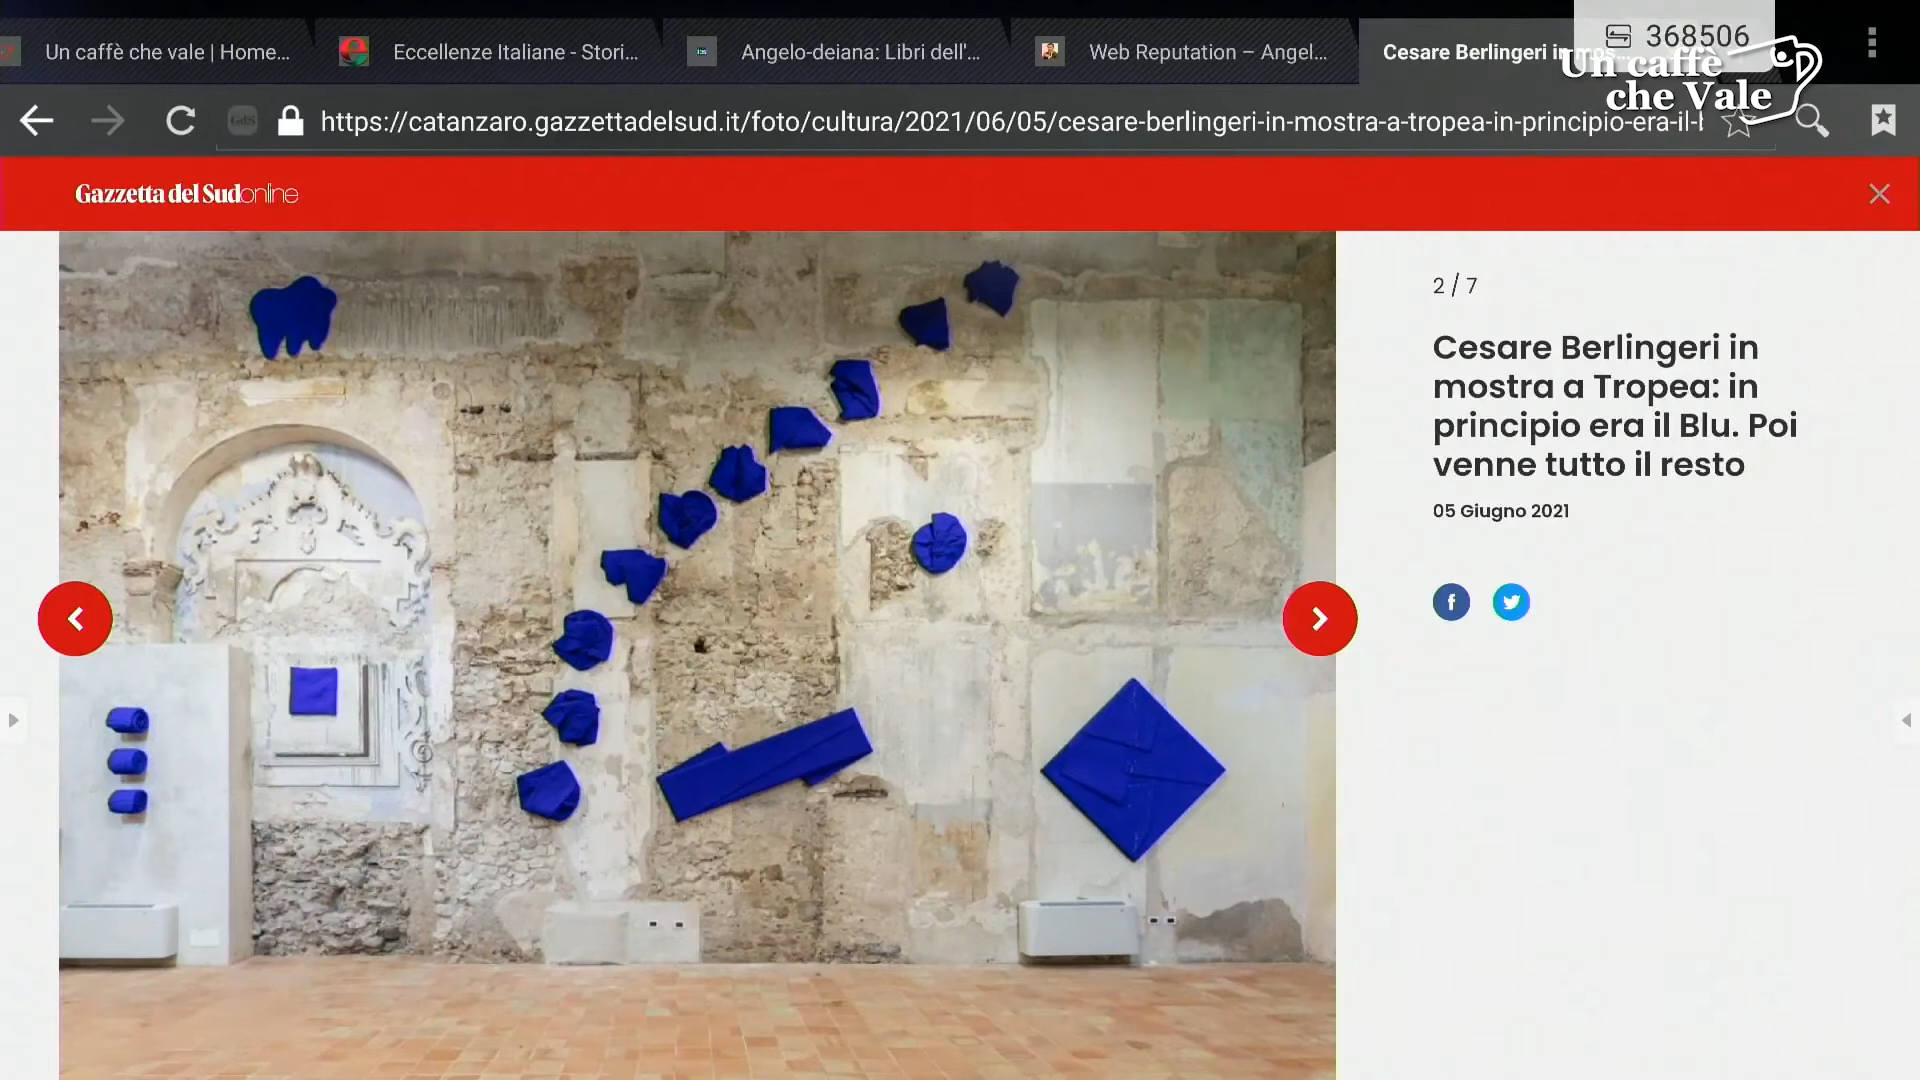 Un caffè che vale | Home...
Eccellenze Italiane - Stori...
Angelo-deiana: Libri dell'...
Web Reputation – Angel...
Cesare Berlingeri in mos...
368506
Un caffè
che Vale
GdS
https://catanzaro.gazzettadelsud.it/foto/cultura/2021/06/05/cesare-berlingeri-in-mostra-a-tropea-in-principio-era-il-
Gazzetta del Sudonline
2 / 7
Cesare Berlingeri in
mostra a Tropea: in
principio era il Blu. Poi
venne tutto il resto
05 Giugno 2021